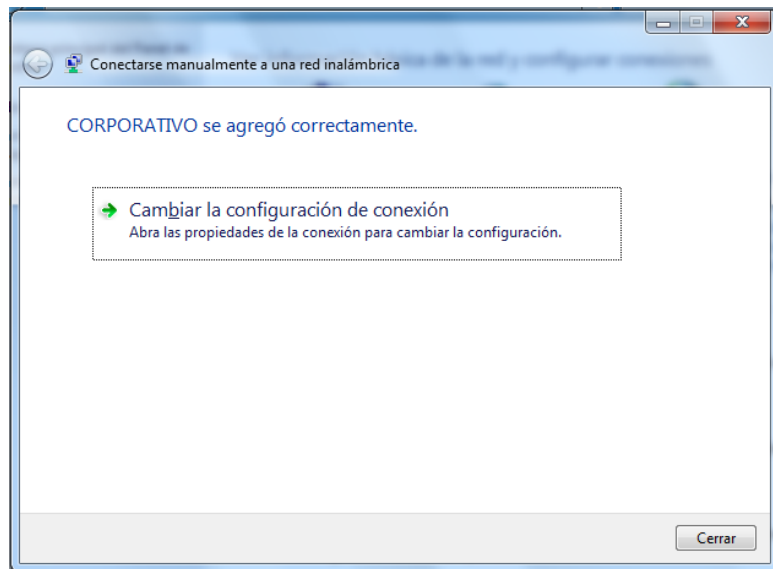 Conectarse manualmente a una red inalámbrica
CORPORATIVO se agregó correctamente.
Cambiar la configuración de conexión
Abra las propiedades de la conexión para cambiar la configuración.
Cerrar